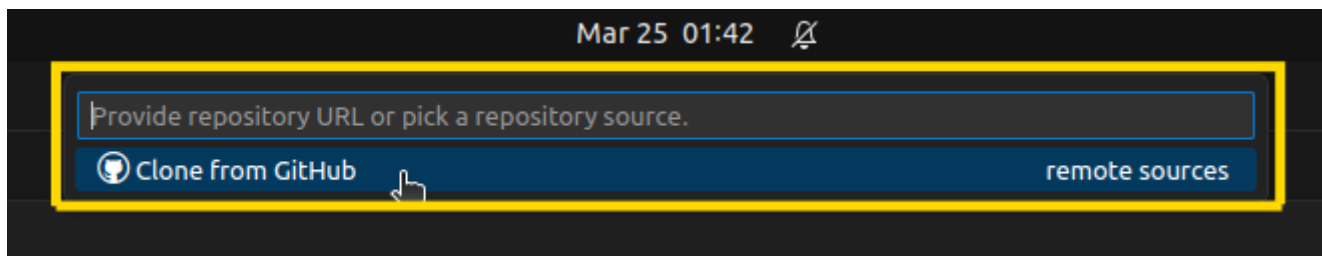 Mar 25 01:42
Provide repository URL or pick a repository source.
Clone from GitHub remote sources